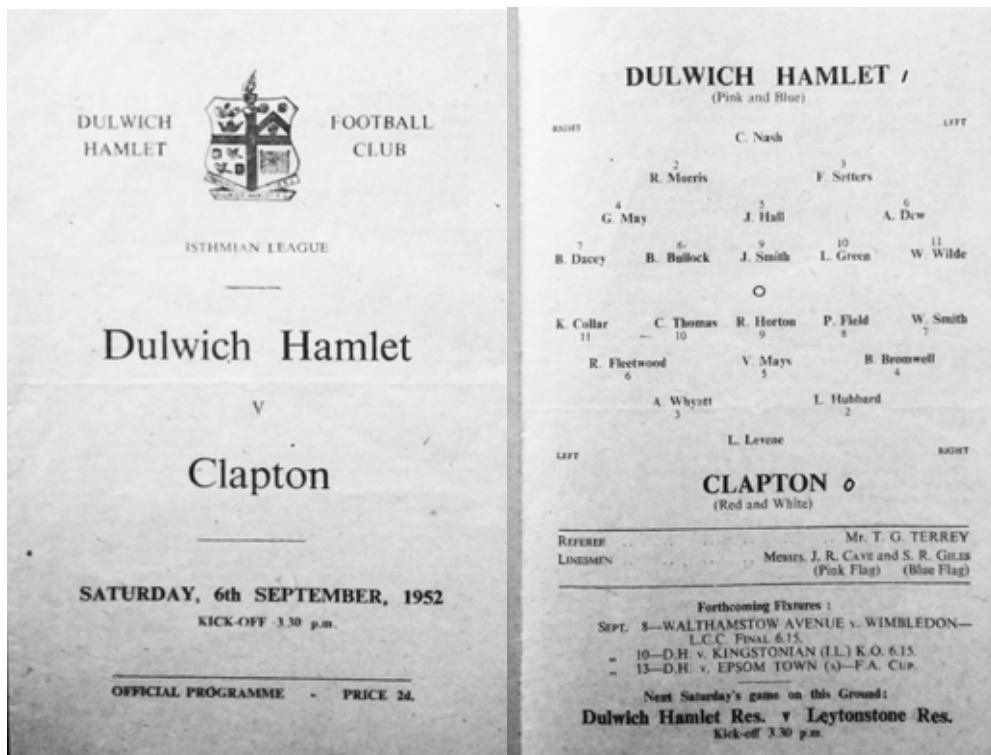 DULWICH HAMLET
FOOTBALL CLUB
ISTHMIAN LEAGUE
Dulwich Hamlet
v
Clapton
SATURDAY, 6th SEPTEMBER, 1952
KICK-OFF 3.30 p.m.
OFFICIAL PROGRAMME - PRICE 2d.
DULWICH HAMLET 1
(Pink and Blue)
RIGHT LEFT
C. Nash
2 3
R. Morris F. Setters
4 5 6
G. May J. Hall A. Dew
7 8 9 10 11
B. Dacey B. Bullock J. Smith L. Green W. Wilde
O
K. Collar C. Thomas R. Horton P. Field W. Smith
11 10 9 8 7
R. Fleetwood V. Mays B. Bromwell
6 5 4
A. Whyatt L. Hubbard
3 2
L. Levene
LEFT RIGHT
CLAPTON 0
(Red and White)
REFEREE .. .. .. .. Mr. T. G. TERREY
LINESMEN .. .. .. Messrs. J. R. CAVE and S. R. GILES
(Pink Flag) (Blue Flag)
Forthcoming Fixtures :
SEPT. 8—WALTHAMSTOW AVENUE v. WIMBLEDON—
L.C.C. FINAL 6.15.
„ 10—D.H. v. KINGSTONIAN (I.L.) K.O. 6.15.
„ 13—D.H. v. EPSOM TOWN (A)—F.A. CUP.
Next Saturday's game on this Ground:
Dulwich Hamlet Res. v Leytonstone Res.
Kick-off 3.30 p.m.